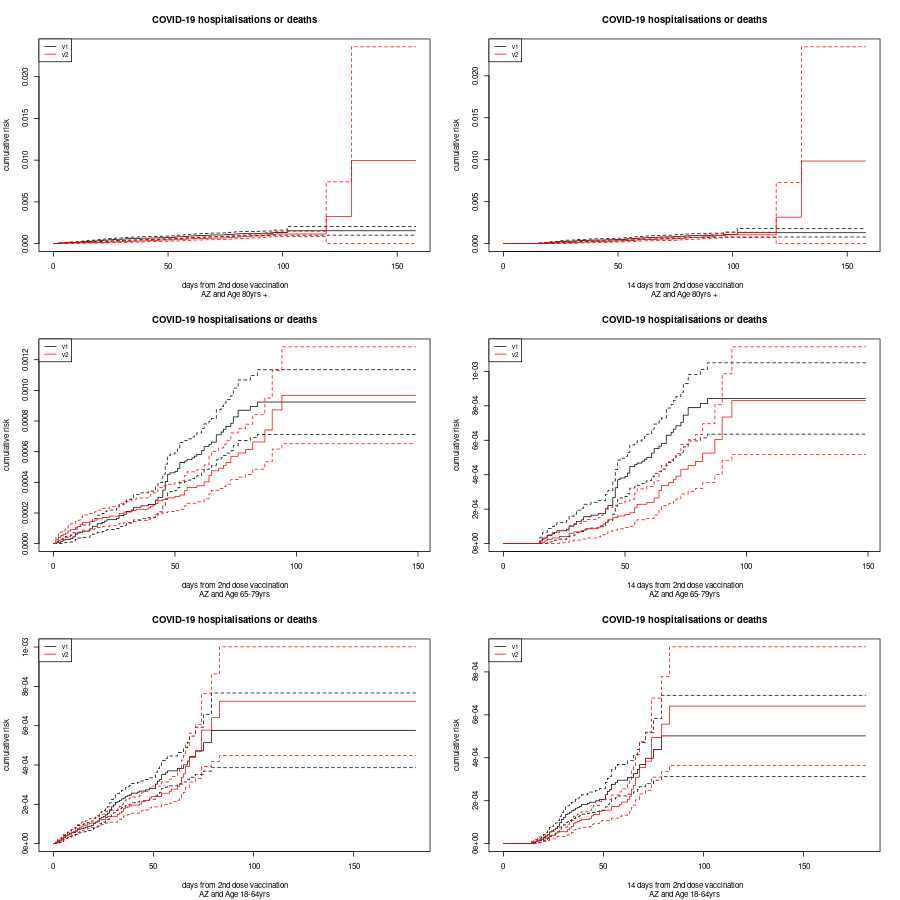 COVID-19 hospitalisations or deaths
v1
v2
cumulative risk
0.000
0.005
0.010
0.015
0.020
0
50
100
150
days from 2nd dose vaccination
AZ and Age 80yrs +
COVID-19 hospitalisations or deaths
v1
v2
cumulative risk
0.000
0.005
0.010
0.015
0.020
0
50
100
150
14 days from 2nd dose vaccination
AZ and Age 80yrs +
COVID-19 hospitalisations or deaths
v1
v2
cumulative risk
0.0000
0.0002
0.0004
0.0006
0.0008
0.0010
0.0012
0
50
100
150
days from 2nd dose vaccination
AZ and Age 65-79yrs
COVID-19 hospitalisations or deaths
v1
v2
cumulative risk
0e+00
2e-04
4e-04
6e-04
8e-04
1e-03
0
50
100
150
14 days from 2nd dose vaccination
AZ and Age 65-79yrs
COVID-19 hospitalisations or deaths
v1
v2
cumulative risk
0e+00
2e-04
4e-04
6e-04
8e-04
1e-03
0
50
100
150
days from 2nd dose vaccination
AZ and Age 18-64yrs
COVID-19 hospitalisations or deaths
v1
v2
cumulative risk
0e+00
2e-04
4e-04
6e-04
8e-04
0
50
100
150
14 days from 2nd dose vaccination
AZ and Age 18-64yrs